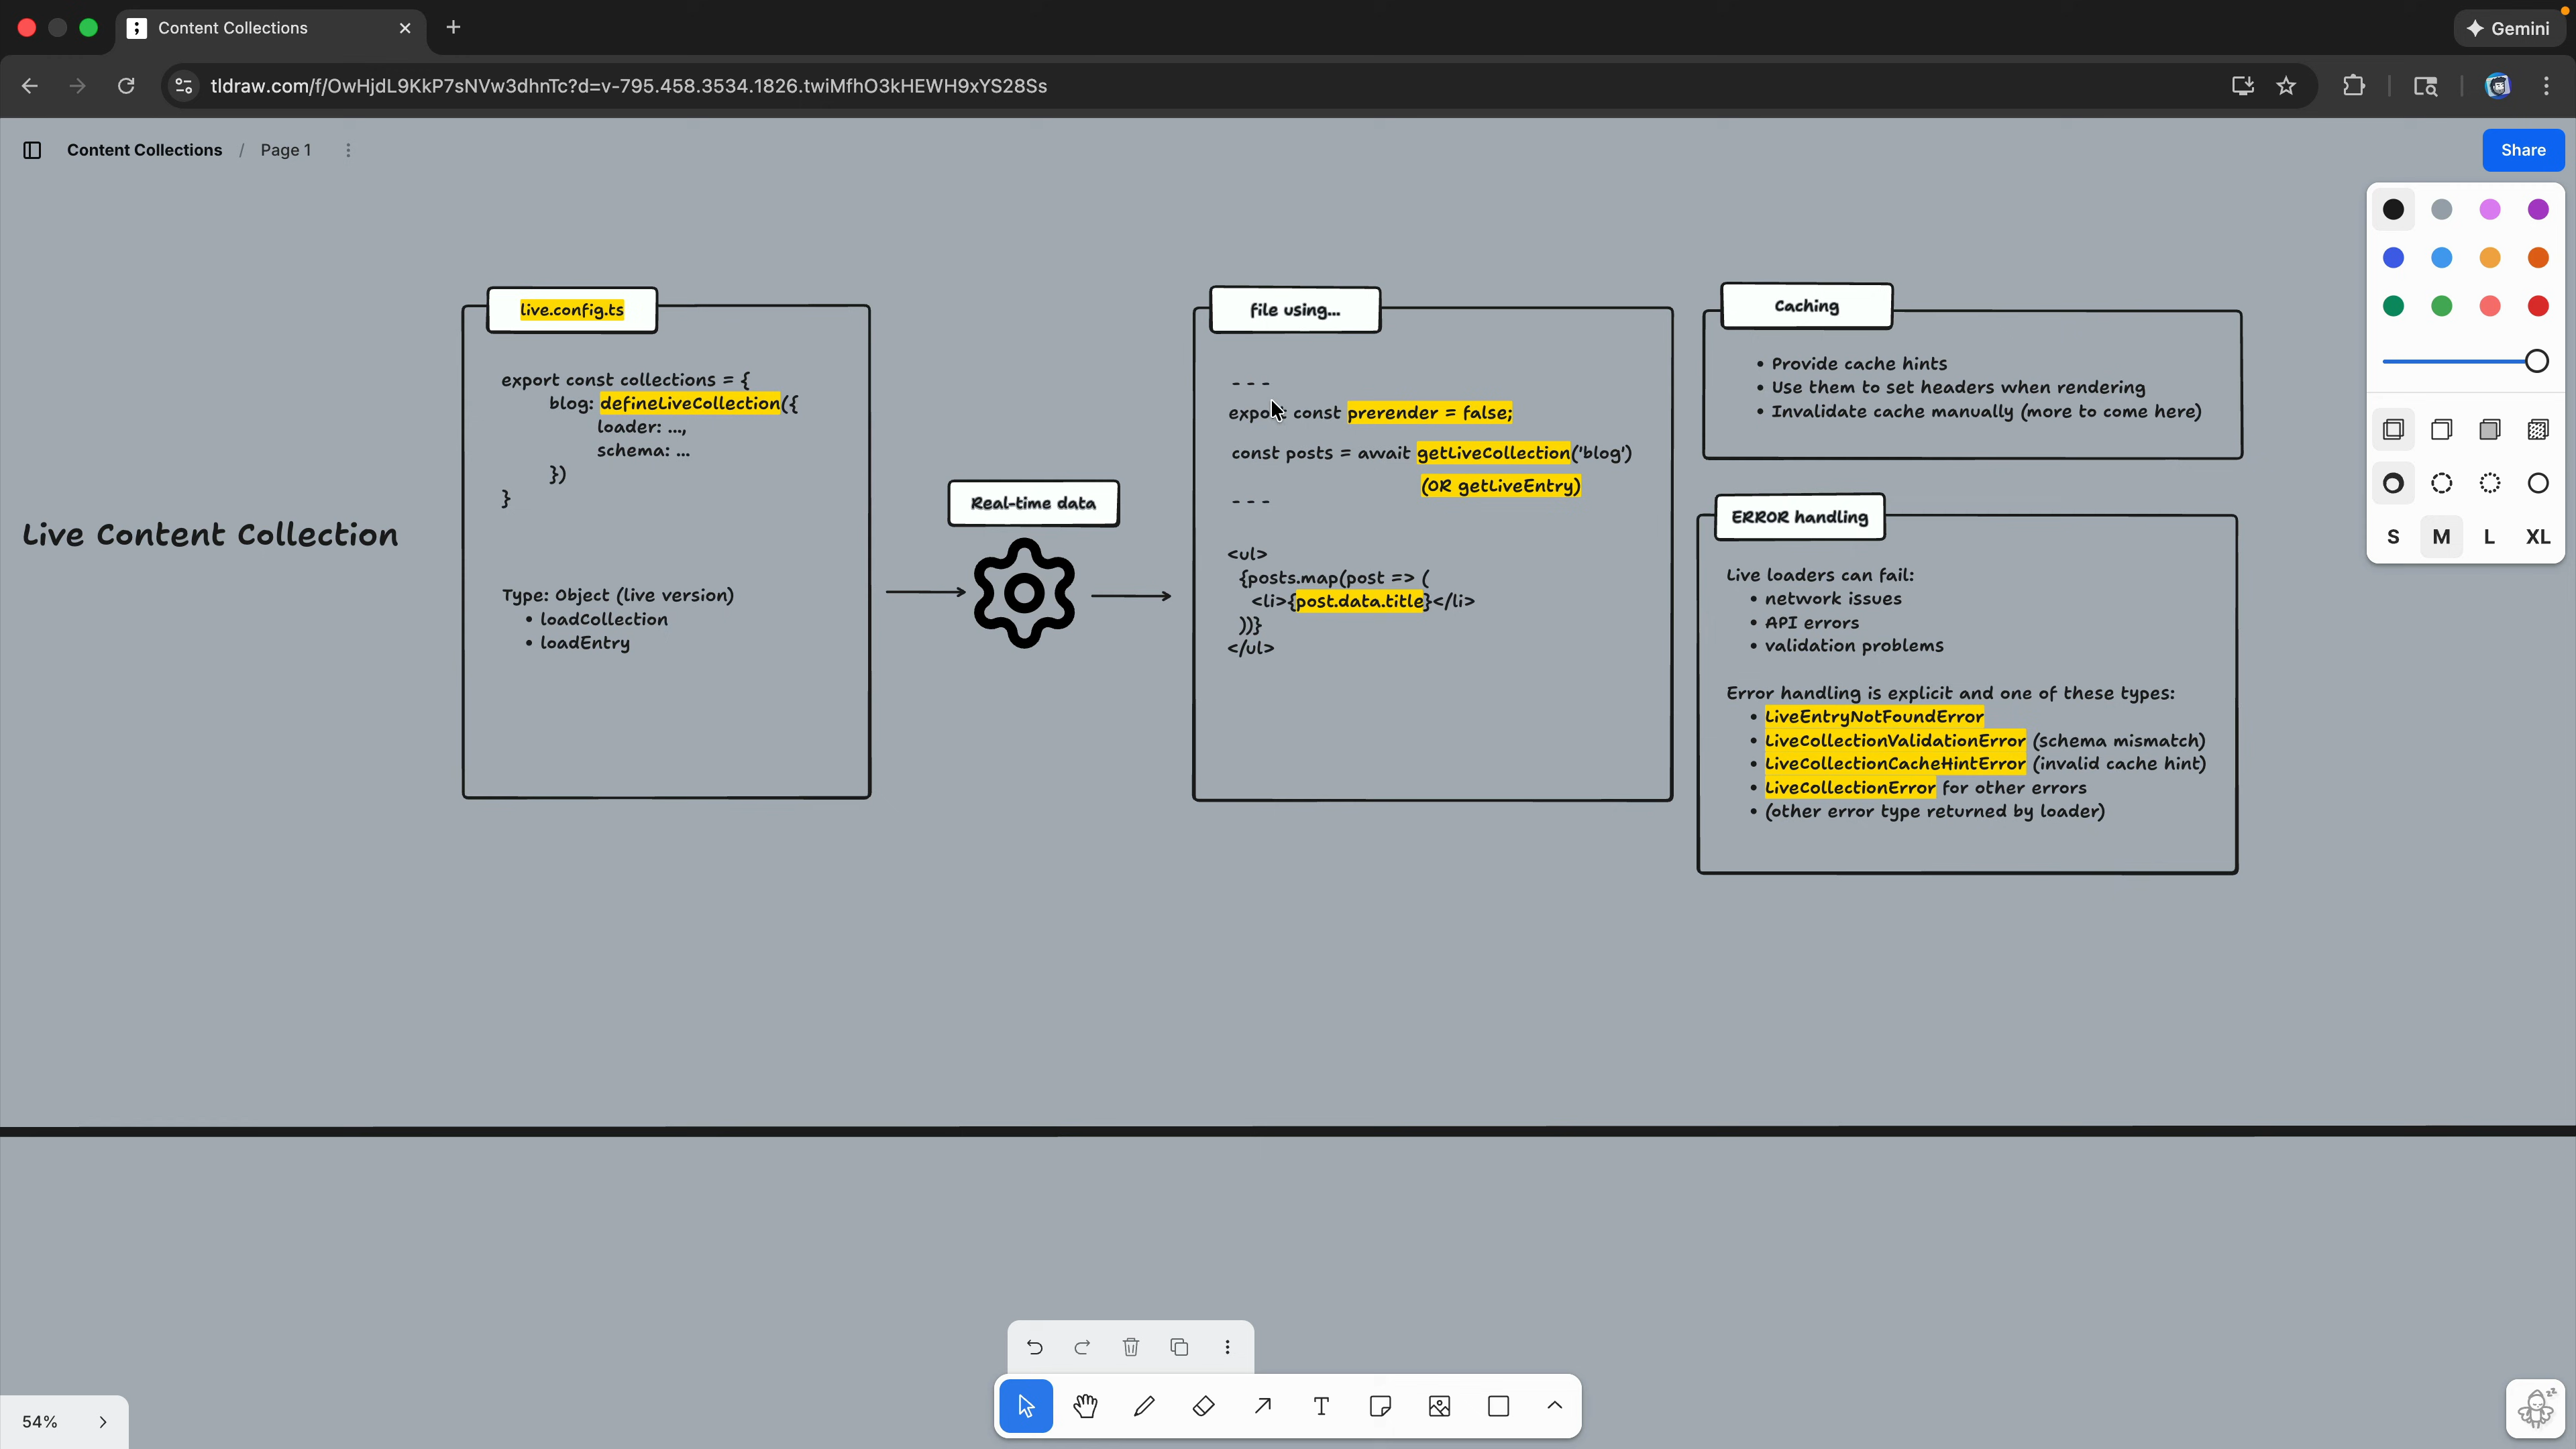 Content Collections
Gemini
tldraw.com/f/OwHjdL9KkP7sNVw3dhnTc?d=v-795.458.3534.1826.twiMfhO3kHEWH9xYS28Ss
Content Collections / Page 1
Share
Live Content Collection
live.config.ts
export const collections = {
blog: defineLiveCollection({
loader: ...,
schema: ...
})
}
Type: Object (live version)
• loadCollection
• loadEntry
Real-time data
file using...
- - -
export const prerender = false;
const posts = await getLiveCollection('blog')
(OR getLiveEntry)
- - -
<ul>
{posts.map(post => (
<li>{post.data.title}</li>
))}
</ul>
Caching
• Provide cache hints
• Use them to set headers when rendering
• Invalidate cache manually (more to come here)
ERROR handling
Live loaders can fail:
• network issues
• API errors
• validation problems
Error handling is explicit and one of these types:
• LiveEntryNotFoundError
• LiveCollectionValidationError (schema mismatch)
• LiveCollectionCacheHintError (invalid cache hint)
• LiveCollectionError for other errors
• (other error type returned by loader)
S M L XL
54%